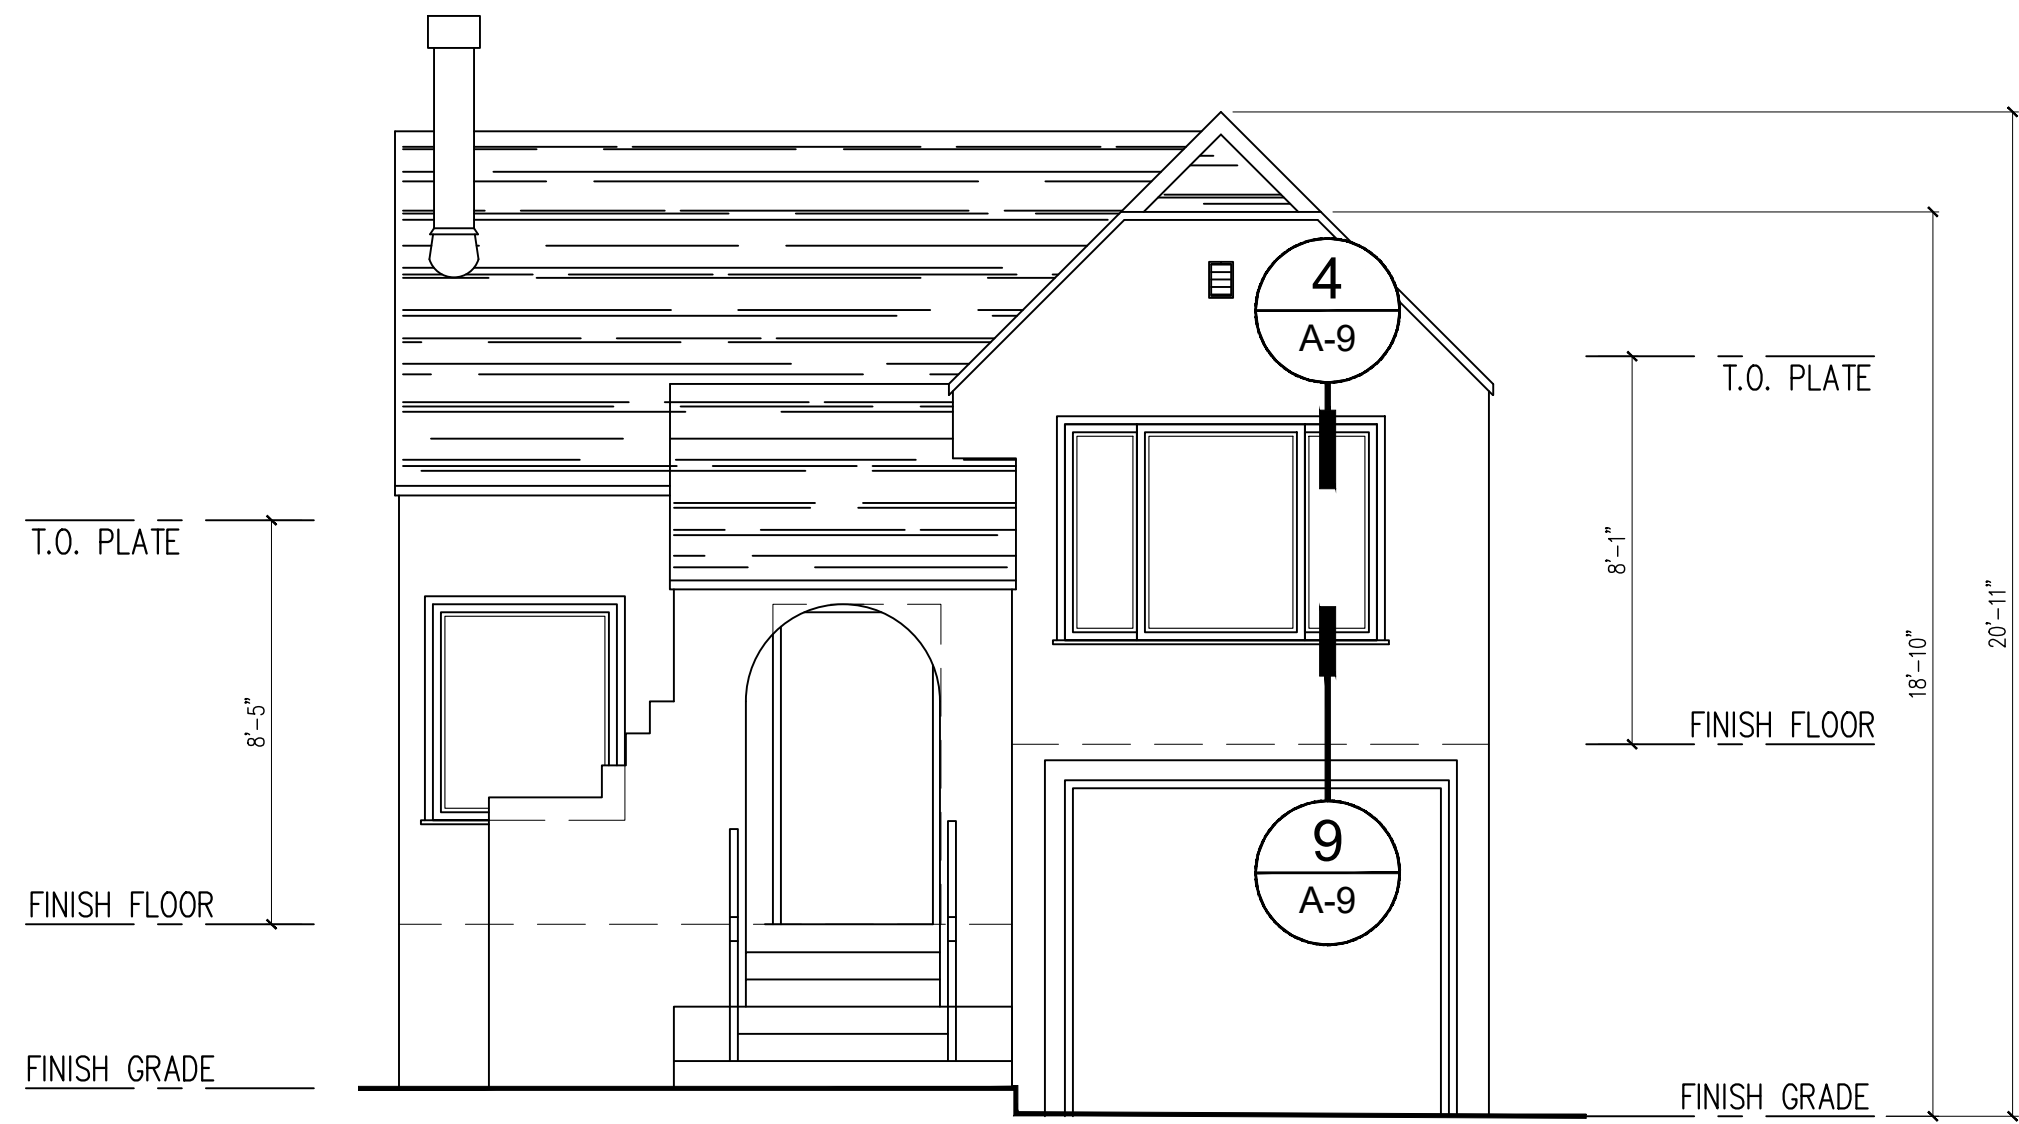 4
A-9
T.O. PLATE
8'-1"
T.O. PLATE
20'-11"
18'-10"
8'-5"
FINISH FLOOR
9
A-9
FINISH FLOOR
FINISH GRADE
FINISH GRADE